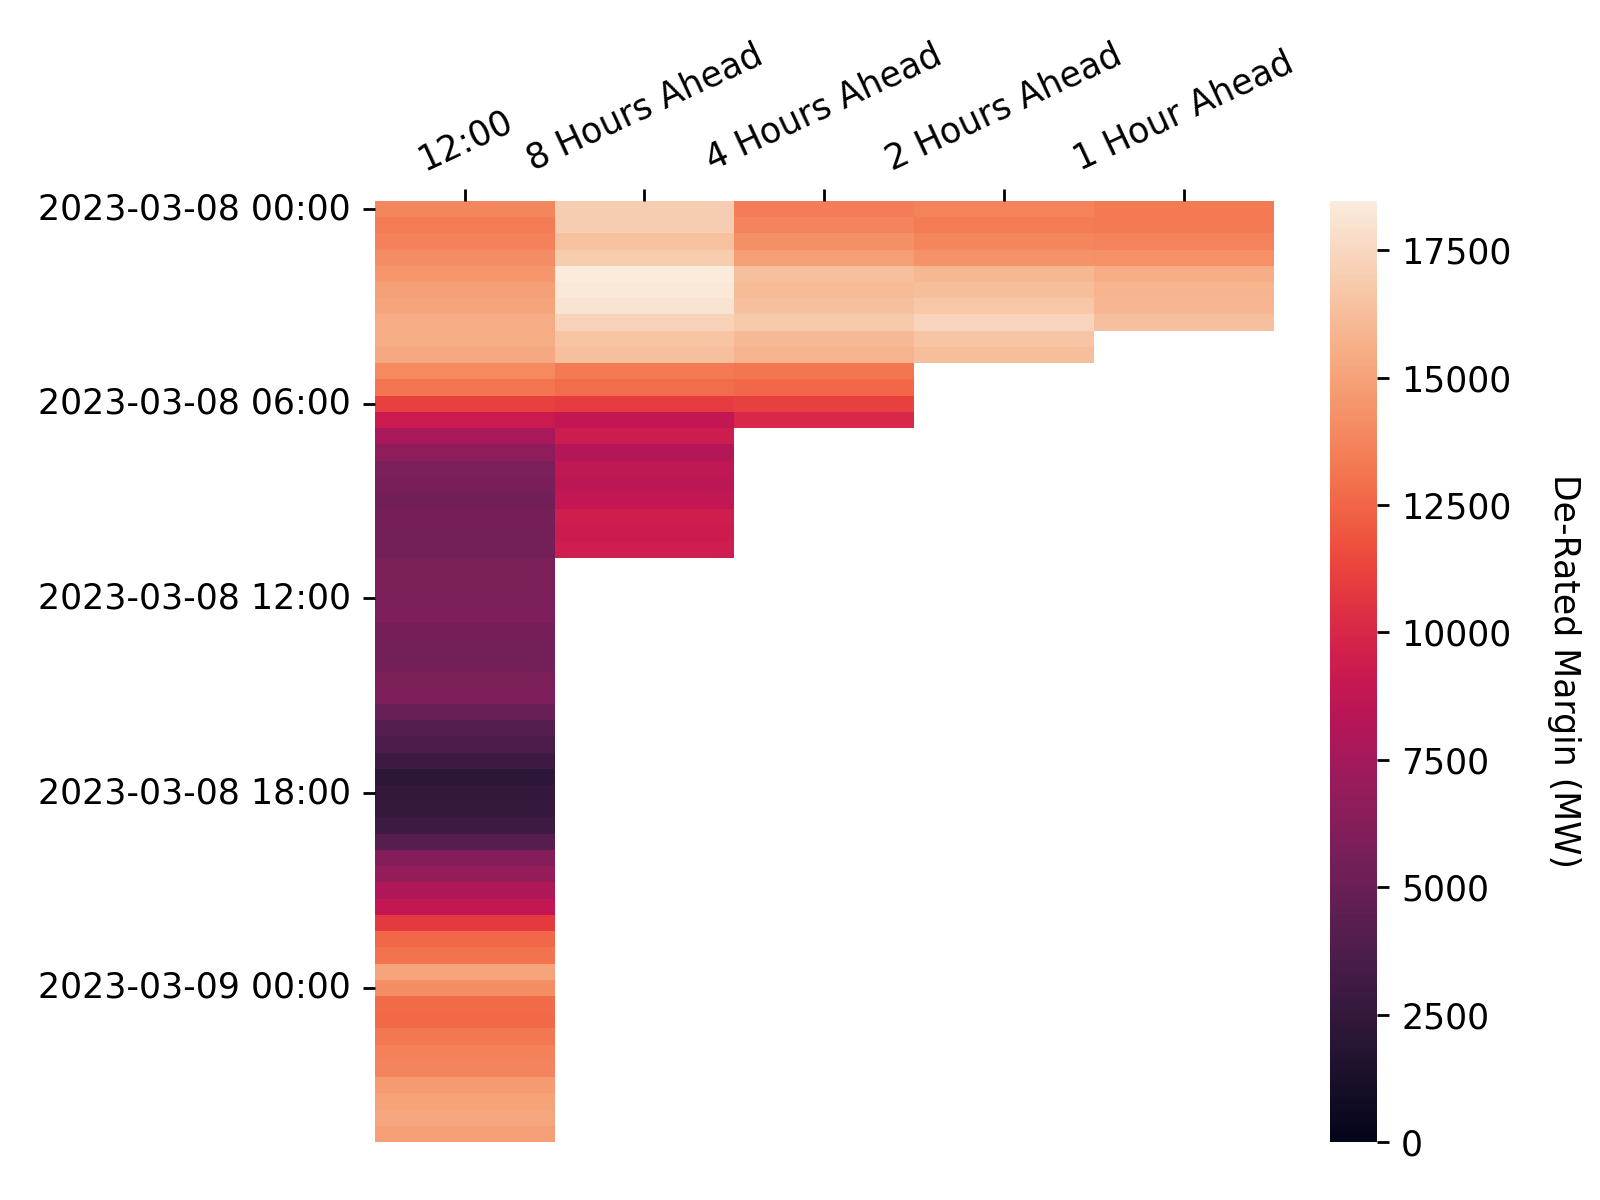 12:00
8 Hours Ahead
4 Hours Ahead
2 Hours Ahead
1 Hour Ahead
2023-03-08 00:00
2023-03-08 06:00
2023-03-08 12:00
2023-03-08 18:00
2023-03-09 00:00
17500
15000
12500
10000
7500
5000
2500
0
De-Rated Margin (MW)